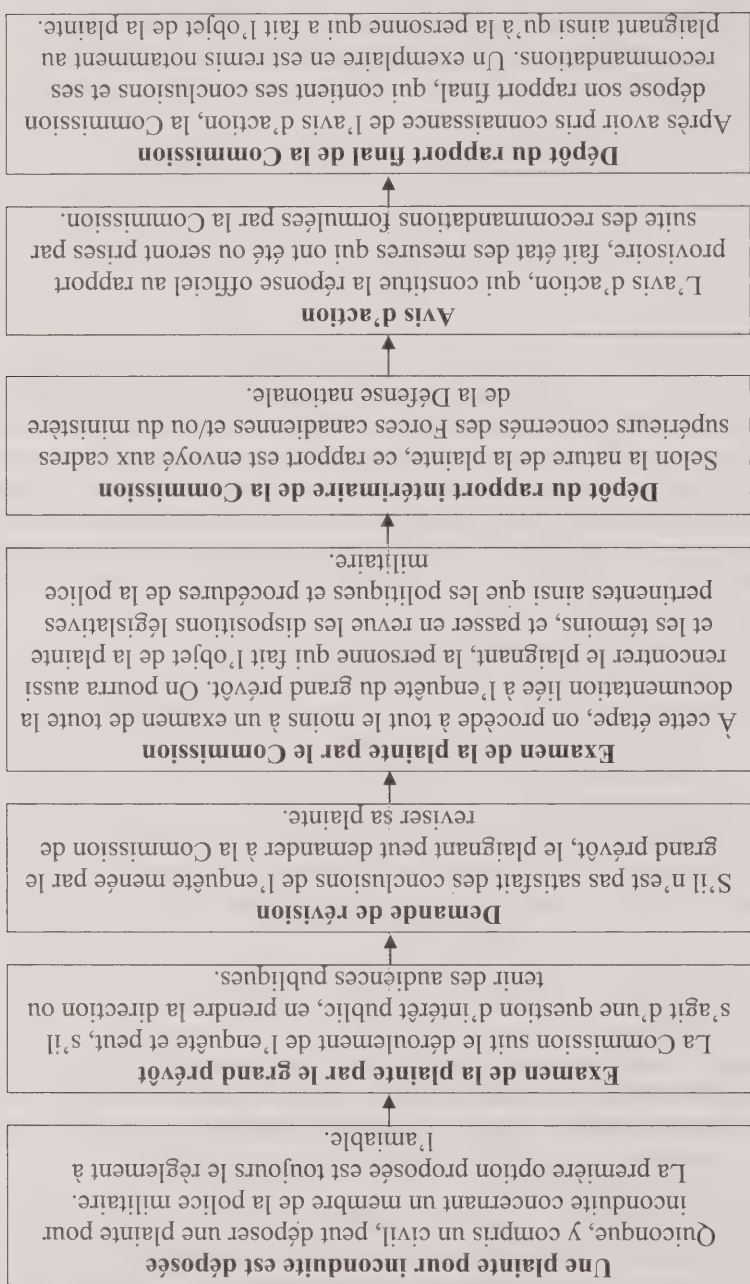 Une plainte pour inconduite est déposée
Quiconque, y compris un civil, peut déposer une plainte pour
inconduite concernant un membre de la police militaire.
La première option proposée est toujours le règlement à
l'amiable.
Examen de la plainte par le grand prévôt
La Commission suit le déroulement de l'enquête et peut, s'il
s'agit d'une question d'intérêt public, en prendre la direction ou
tenir des audiences publiques.
Demande de révision
S'il n'est pas satisfait des conclusions de l'enquête menée par le
grand prévôt, le plaignant peut demander à la Commission de
reviser sa plainte.
Examen de la plainte par le Commission
À cette étape, on procède à tout le moins à un examen de toute la
documentation liée à l'enquête du grand prévôt. On pourra aussi
rencontrer le plaignant, la personne qui fait l'objet de la plainte
et les témoins, et passer en revue les dispositions législatives
pertinentes ainsi que les politiques et procédures de la police
militaire.
Dépôt du rapport intérimaire de la Commission
Selon la nature de la plainte, ce rapport est envoyé aux cadres
supérieurs concernés des Forces canadiennes et/ou du ministère
de la Défense nationale.
Avis d'action
L'avis d'action, qui constitue la réponse officiel au rapport
provisoire, fait état des mesures qui ont été ou seront prises par
suite des recommandations formulées par la Commission.
Dépôt du rapport final de la Commission
Après avoir pris connaissance de l'avis d'action, la Commission
dépose son rapport final, qui contient ses conclusions et ses
recommandations. Un exemplaire en est remis notamment au
plaignant ainsi qu'à la personne qui a fait l'objet de la plainte.